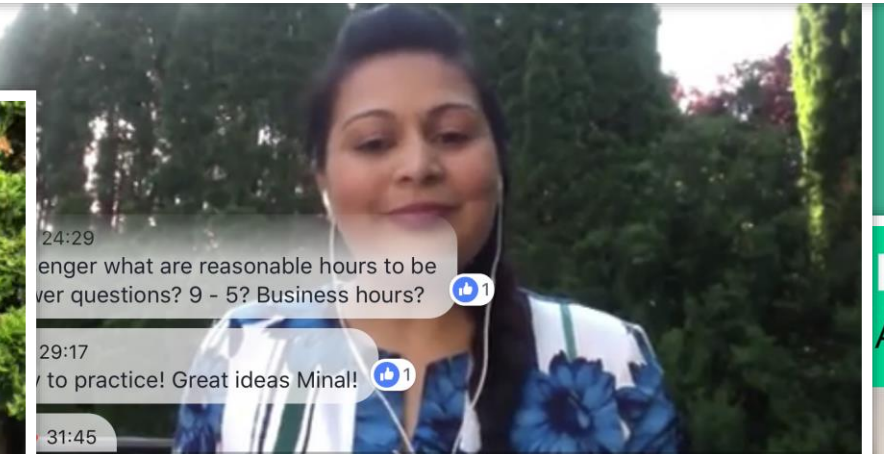 24:29
enger what are reasonable hours to be
wer questions? 9 - 5? Business hours?
1
29:17
y to practice! Great ideas Minal!
1
31:45
A